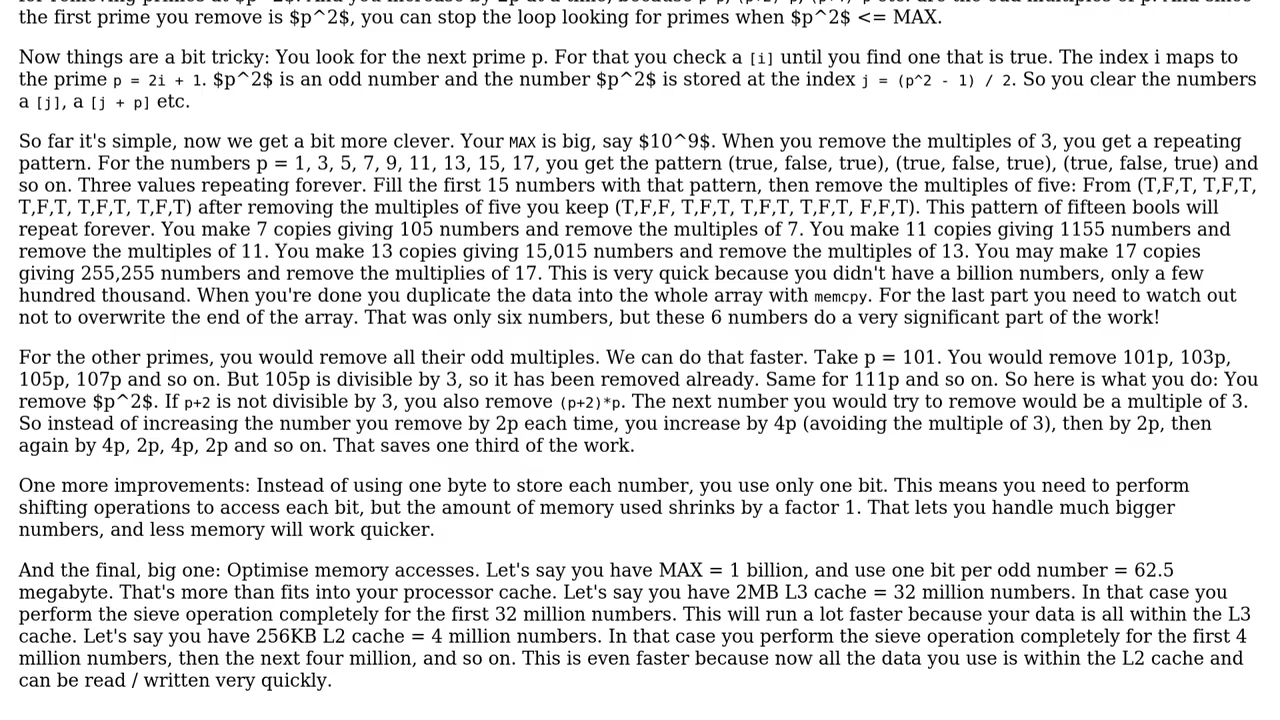 the first prime you remove is $p^2$, you can stop the loop looking for primes when $p^2$ <= MAX.
Now things are a bit tricky: You look for the next prime p. For that you check a [i] until you find one that is true. The index i maps to
the prime p = 2i + 1. $p^2$ is an odd number and the number $p^2$ is stored at the index j = (p^2 - 1) / 2. So you clear the numbers
a [j], a [j + p] etc.
So far it's simple, now we get a bit more clever. Your MAX is big, say $10^9$. When you remove the multiples of 3, you get a repeating
pattern. For the numbers p = 1, 3, 5, 7, 9, 11, 13, 15, 17, you get the pattern (true, false, true), (true, false, true), (true, false, true) and
so on. Three values repeating forever. Fill the first 15 numbers with that pattern, then remove the multiples of five: From (T,F,T, T,F,T,
T,F,T, T,F,T, T,F,T) after removing the multiples of five you keep (T,F,F, T,F,T, T,F,T, T,F,T, F,F,T). This pattern of fifteen bools will
repeat forever. You make 7 copies giving 105 numbers and remove the multiples of 7. You make 11 copies giving 1155 numbers and
remove the multiples of 11. You make 13 copies giving 15,015 numbers and remove the multiples of 13. You may make 17 copies
giving 255,255 numbers and remove the multiplies of 17. This is very quick because you didn't have a billion numbers, only a few
hundred thousand. When you're done you duplicate the data into the whole array with memcpy. For the last part you need to watch out
not to overwrite the end of the array. That was only six numbers, but these 6 numbers do a very significant part of the work!
For the other primes, you would remove all their odd multiples. We can do that faster. Take p = 101. You would remove 101p, 103p,
105p, 107p and so on. But 105p is divisible by 3, so it has been removed already. Same for 111p and so on. So here is what you do: You
remove $p^2$. If p+2 is not divisible by 3, you also remove (p+2)*p. The next number you would try to remove would be a multiple of 3.
So instead of increasing the number you remove by 2p each time, you increase by 4p (avoiding the multiple of 3), then by 2p, then
again by 4p, 2p, 4p, 2p and so on. That saves one third of the work.
One more improvements: Instead of using one byte to store each number, you use only one bit. This means you need to perform
shifting operations to access each bit, but the amount of memory used shrinks by a factor 1. That lets you handle much bigger
numbers, and less memory will work quicker.
And the final, big one: Optimise memory accesses. Let's say you have MAX = 1 billion, and use one bit per odd number = 62.5
megabyte. That's more than fits into your processor cache. Let's say you have 2MB L3 cache = 32 million numbers. In that case you
perform the sieve operation completely for the first 32 million numbers. This will run a lot faster because your data is all within the L3
cache. Let's say you have 256KB L2 cache = 4 million numbers. In that case you perform the sieve operation completely for the first 4
million numbers, then the next four million, and so on. This is even faster because now all the data you use is within the L2 cache and
can be read / written very quickly.